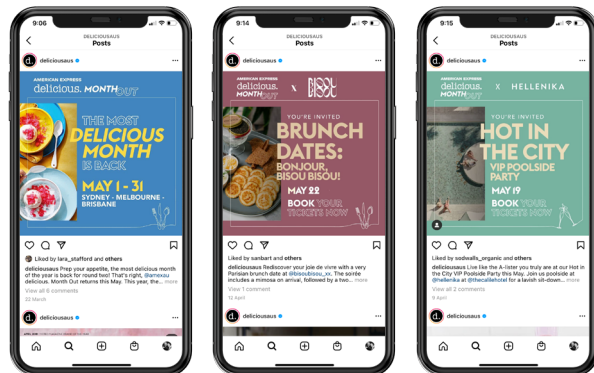 9:06
DELICIOUSAUS
Posts
d. deliciousaus
AMERICAN EXPRESS
delicious. MONTH OUT
THE MOST
DELICIOUS
MONTH
IS BACK
MAY 1 - 31
SYDNEY - MELBOURNE -
BRISBANE
Liked by lara_stafford and others
deliciousaus Prep your appetite, the most delicious month
of the year is back for round two! That's right, @amexau
delicious. Month Out returns this May. This year, the... more
View all 6 comments
22 March
d. deliciousaus
9:14
DELICIOUSAUS
Posts
d. deliciousaus
AMERICAN EXPRESS
delicious.
MONTH OUT
X
BISOU
BISOU
YOU'RE INVITED
BRUNCH
DATES:
BONJOUR,
BISOU BISOU!
MAY 22
BOOK YOUR
TICKETS NOW
Liked by sanbart and others
deliciousaus Rediscover your joie de vivre with a very
Parisian brunch date at @bisoubisou_xx. The soirée
includes a mimosa on arrival, followed by a two... more
View 1 comment
12 April
d. deliciousaus
9:15
DELICIOUSAUS
Posts
d. deliciousaus
AMERICAN EXPRESS
delicious.
MONTH OUT
X HELLENIKA
YOU'RE INVITED
HOT IN
THE CITY
VIP POOLSIDE
PARTY
MAY 19
BOOK YOUR
TICKETS NOW
Liked by sodwalls_organic and others
deliciousaus Live like the A-lister you truly are at our Hot in
the City VIP Poolside Party this May. Join us poolside at
@hellenika at @thecalilehotel for a lavish sit-down... more
View all 2 comments
9 April
d. deliciousaus